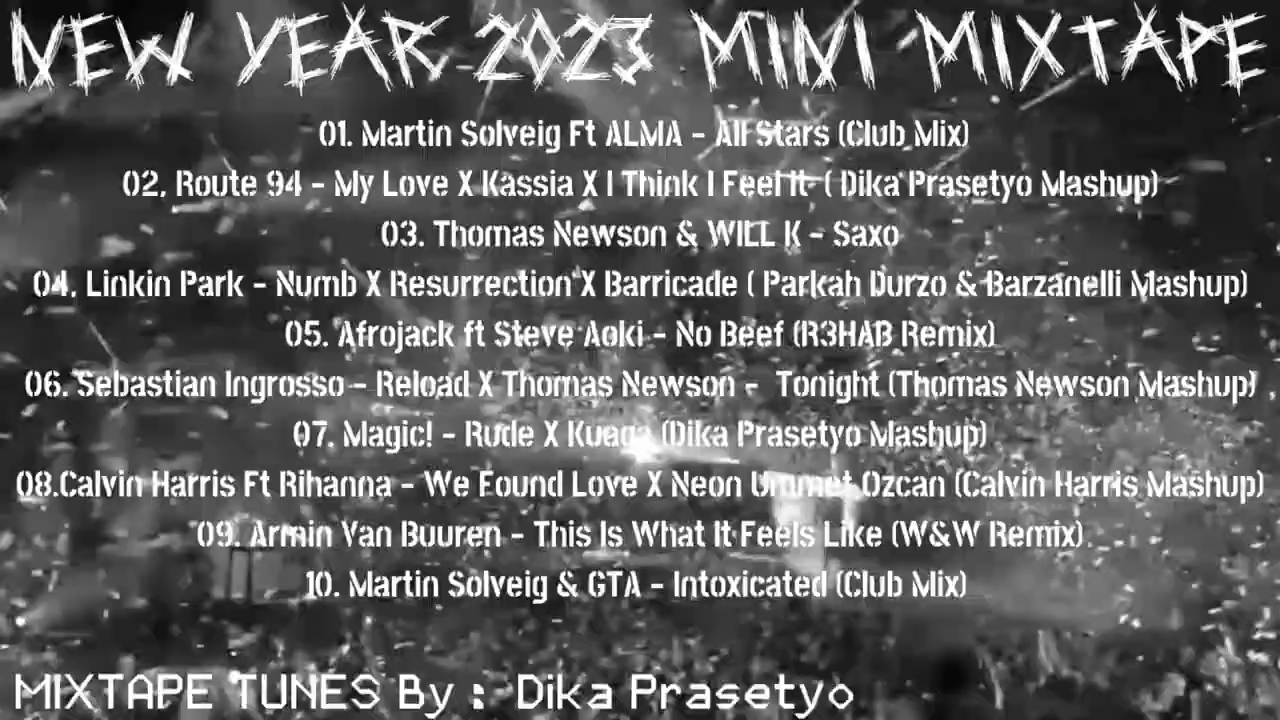 NEW YEAR 2023 MINI MIXTAPE
01. Martin Solveig Ft ALMA - All Stars (Club Mix)
02. Route 94 - My Love X Kassia X I Think I Feel It ( Dika Prasetyo Mashup)
03. Thomas Newson & WILL K - Saxo
04. Linkin Park - Numb X Resurrection X Barricade ( Parkah Durzo & Barzanelli Mashup)
05. Afrojack ft Steve Aoki - No Beef (R3HAB Remix)
06. Sebastian Ingrosso - Reload X Thomas Newson - Tonight (Thomas Newson Mashup)
07. Magic! - Rude X Kuaga (Dika Prasetyo Mashup)
08.Calvin Harris Ft Rihanna - We Found Love X Neon Ummet Ozcan (Calvin Harris Mashup)
09. Armin Van Buuren - This Is What It Feels Like (W&W Remix)
10. Martin Solveig & GTA - Intoxicated (Club Mix)
MIXTAPE TUNES By : Dika Prasetyo